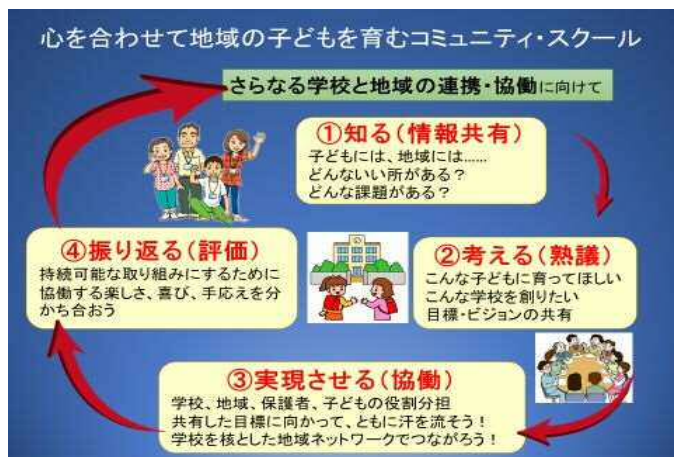 心を合わせて地域の子どもを育むコミュニティ・スクール
さらなる学校と地域の連携・協働に向けて
①知る(情報共有)
子どもには、地域には……
どんないい所がある?
どんな課題がある?
②考える(熟議)
こんな子どもに育ってほしい
こんな学校を創りたい
目標・ビジョンの共有
③実現させる(協働)
学校、地域、保護者、子どもの役割分担
共有した目標に向かって、ともに汗を流そう!
学校を核とした地域ネットワークでつながろう!
④振り返る(評価)
持続可能な取り組みにするために
協働する楽しさ、喜び、手応えを分
かち合おう